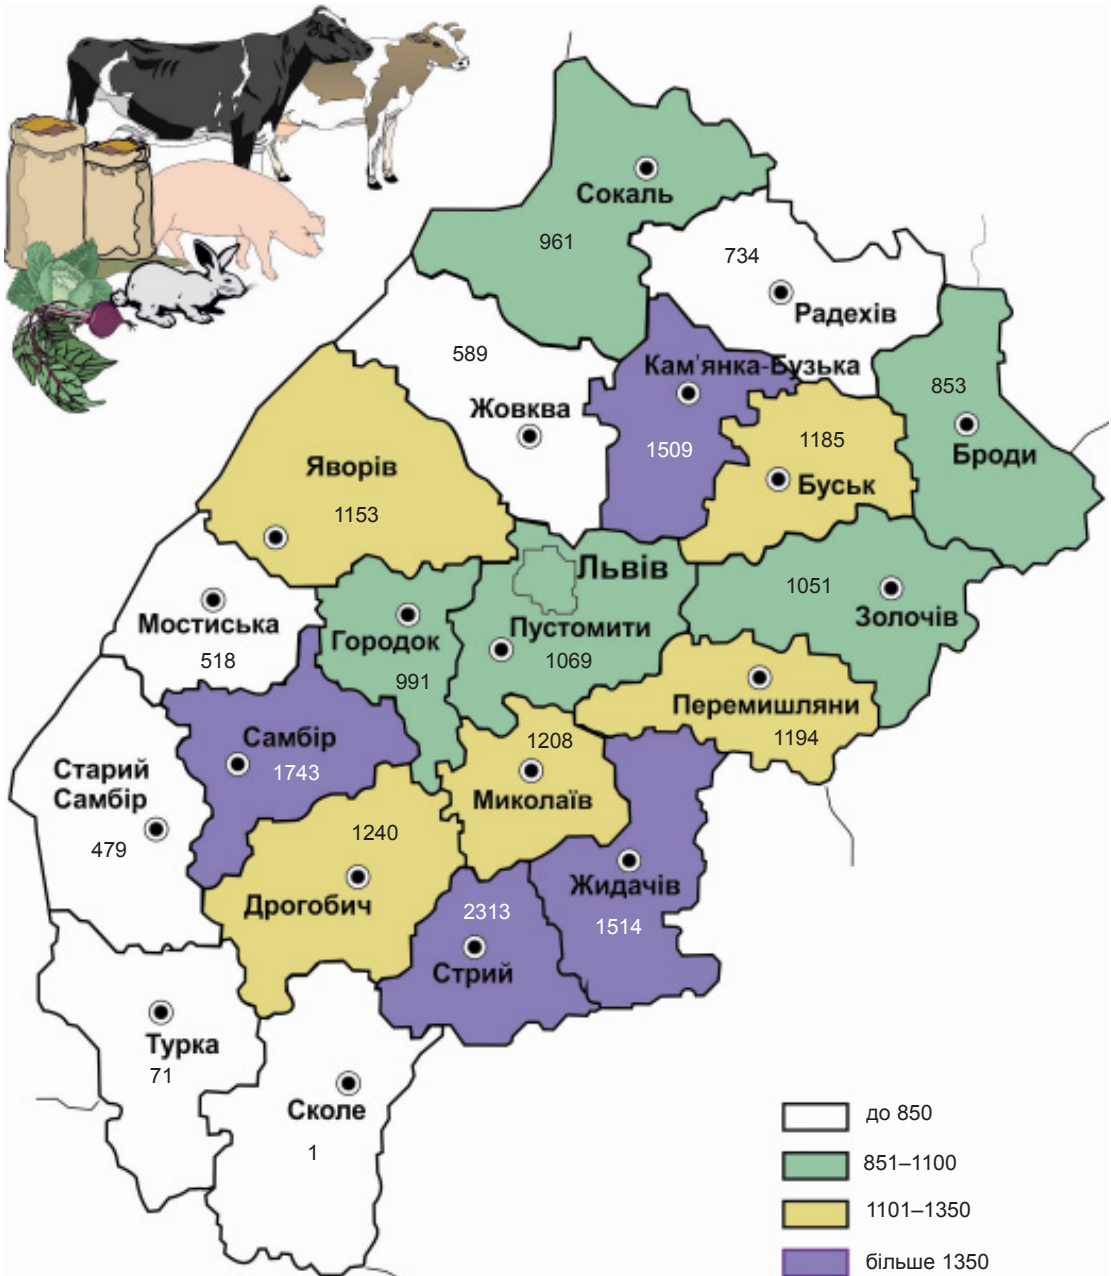 Сокаль
961
734
Радехів
589
Жовква
Кам'янка-Бузька
1509
853
Броди
1185
Буськ
Яворів
1153
Львів
1051
Золочів
Мостиська
518
Городок
991
Пустомити
1069
Перемишляни
1194
Самбір
1743
1208
Миколаїв
Старий
Самбір
479
1240
Дрогобич
Жидачів
1514
2313
Стрий
Турка
71
Сколе
1
до 850
851–1100
1101–1350
більше 1350